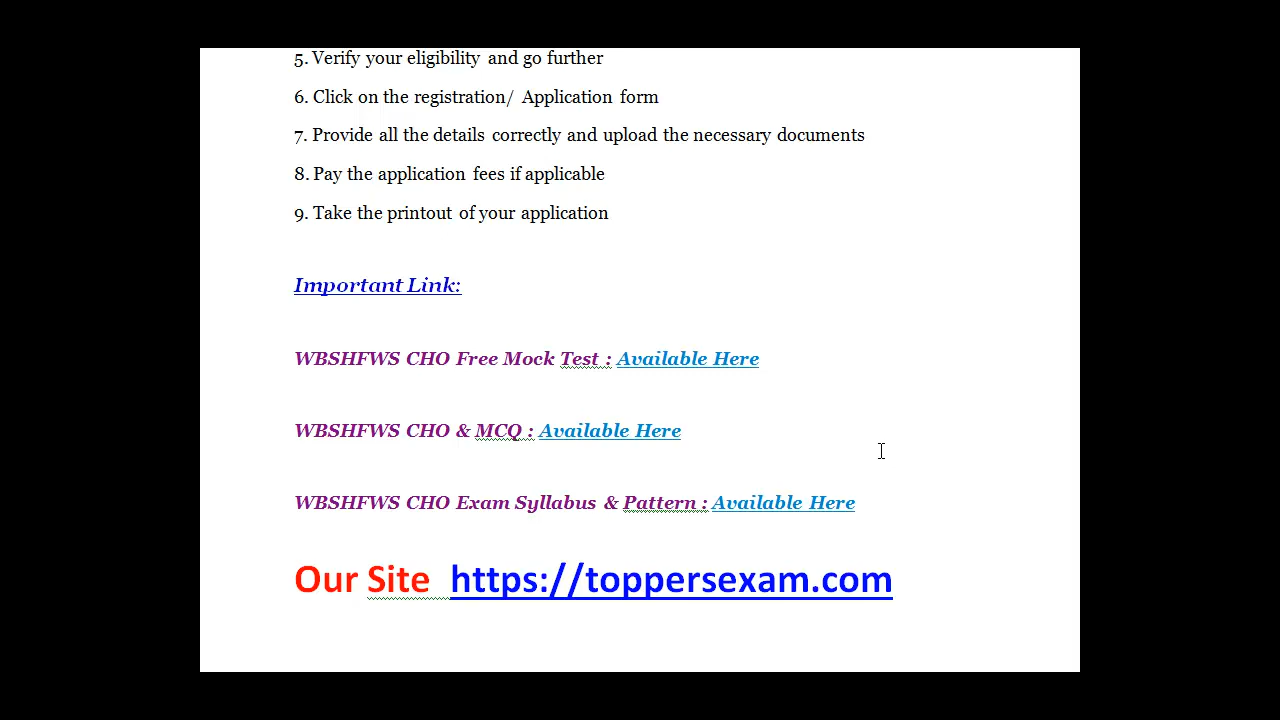 5. Verify your eligibility and go further
6. Click on the registration/ Application form
7. Provide all the details correctly and upload the necessary documents
8. Pay the application fees if applicable
9. Take the printout of your application
Important Link:
WBSHFWS CHO Free Mock Test : Available Here
WBSHFWS CHO & MCQ : Available Here
WBSHFWS CHO Exam Syllabus & Pattern : Available Here
Our Site https://toppersexam.com